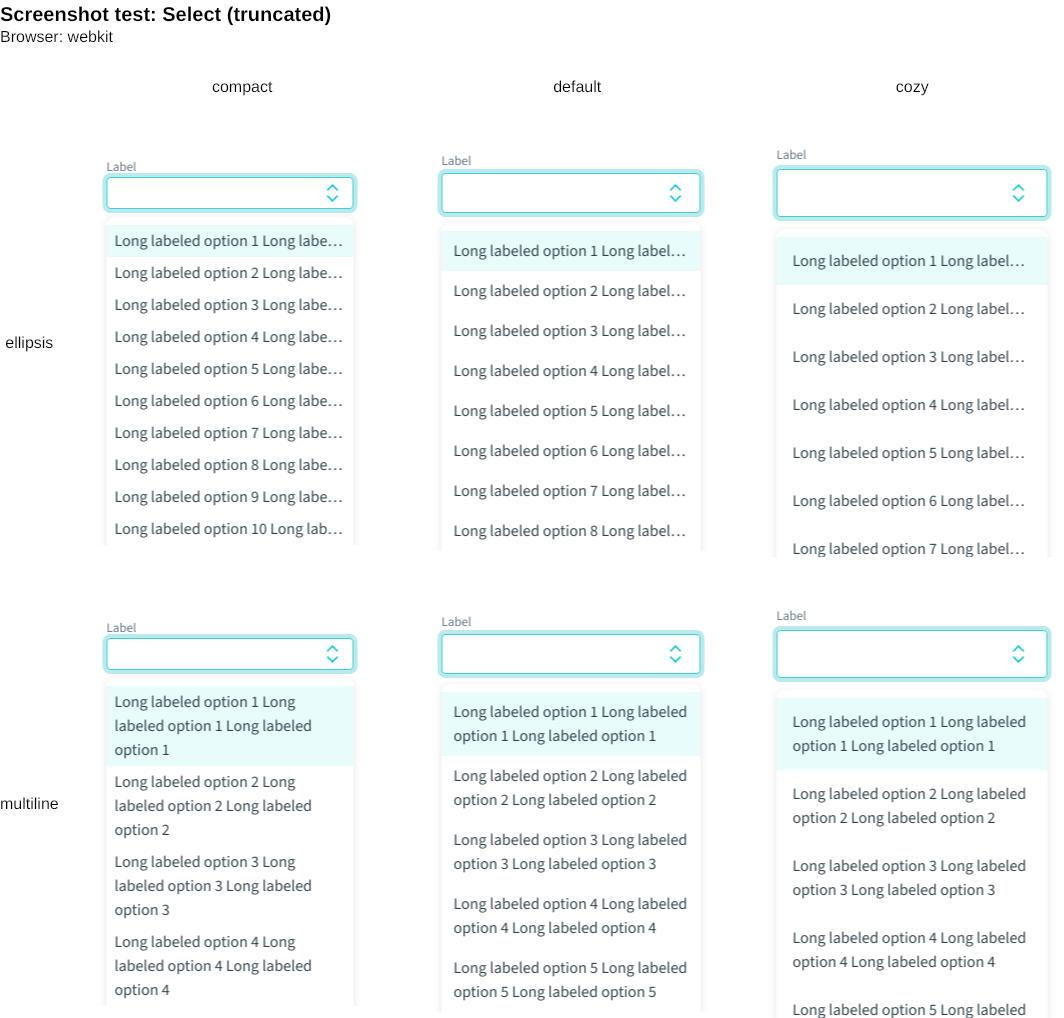 Screenshot test: Select (truncated)
Browser: webkit
compact
default
cozy
ellipsis
Label
Long labeled option 1 Long labe…
Long labeled option 2 Long labe…
Long labeled option 3 Long labe…
Long labeled option 4 Long labe…
Long labeled option 5 Long labe…
Long labeled option 6 Long labe…
Long labeled option 7 Long labe…
Long labeled option 8 Long labe…
Long labeled option 9 Long labe…
Long labeled option 10 Long lab…
Label
Long labeled option 1 Long label…
Long labeled option 2 Long label…
Long labeled option 3 Long label…
Long labeled option 4 Long label…
Long labeled option 5 Long label…
Long labeled option 6 Long label…
Long labeled option 7 Long label…
Long labeled option 8 Long label…
Label
Long labeled option 1 Long label…
Long labeled option 2 Long label…
Long labeled option 3 Long label…
Long labeled option 4 Long label…
Long labeled option 5 Long label…
Long labeled option 6 Long label…
Long labeled option 7 Long label…
multiline
Label
Long labeled option 1 Long
labeled option 1 Long labeled
option 1
Long labeled option 2 Long
labeled option 2 Long labeled
option 2
Long labeled option 3 Long
labeled option 3 Long labeled
option 3
Long labeled option 4 Long
labeled option 4 Long labeled
option 4
Label
Long labeled option 1 Long labeled
option 1 Long labeled option 1
Long labeled option 2 Long labeled
option 2 Long labeled option 2
Long labeled option 3 Long labeled
option 3 Long labeled option 3
Long labeled option 4 Long labeled
option 4 Long labeled option 4
Long labeled option 5 Long labeled
option 5 Long labeled option 5
Label
Long labeled option 1 Long labeled
option 1 Long labeled option 1
Long labeled option 2 Long labeled
option 2 Long labeled option 2
Long labeled option 3 Long labeled
option 3 Long labeled option 3
Long labeled option 4 Long labeled
option 4 Long labeled option 4
Long labeled option 5 Long labeled